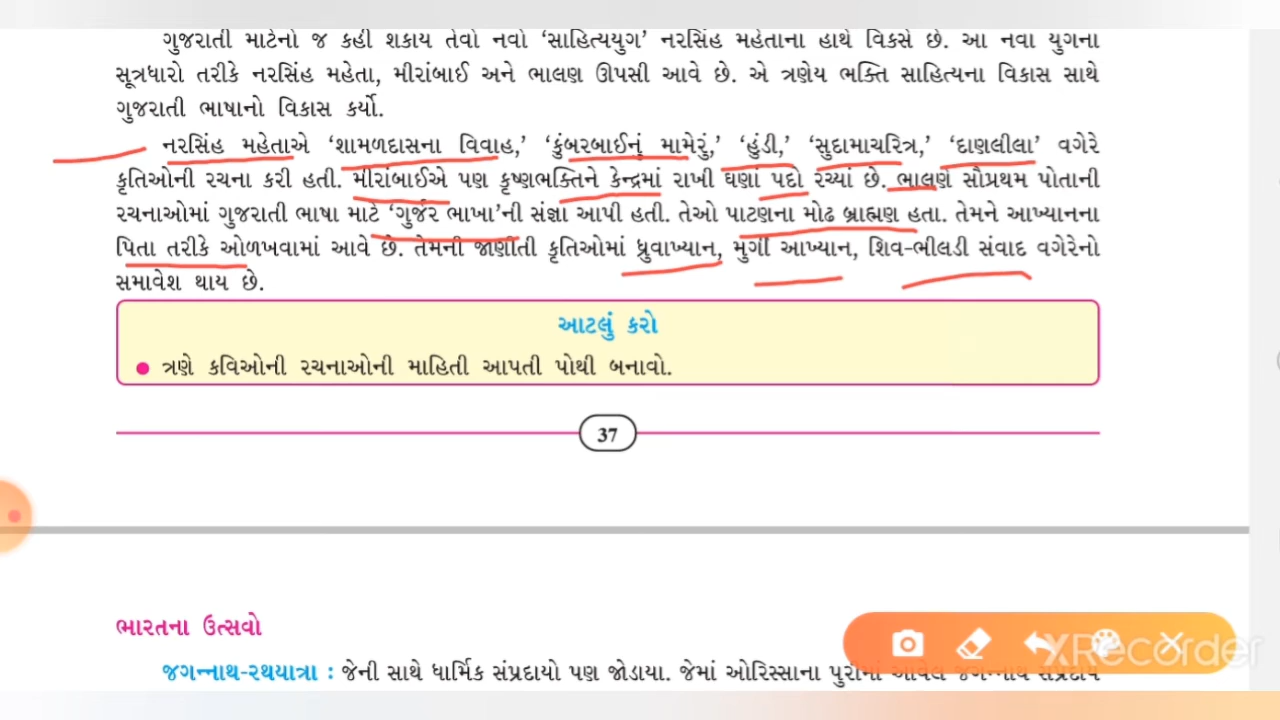 ગુજરાતી માટેનો જ કહી શકાય તેવો નવો ‘સાહિત્યયુગ’ નરસિંહ મહેતાના હાથે વિકસે છે. આ નવા યુગના
સૂત્રધારો તરીકે નરસિંહ મહેતા, મીરાંબાઈ અને ભાલણ ઊપસી આવે છે. એ ત્રણેય ભક્તિ સાહિત્યના વિકાસ સાથે
ગુજરાતી ભાષાનો વિકાસ કર્યો.
નરસિંહ મહેતાએ ‘શામળદાસના વિવાહ,’ ‘કુંબરબાઈનું મામેરું,’ ‘હુંડી,’ ‘સુદામાચરિત્ર,’ ‘દાણલીલા’ વગેરે
કૃતિઓની રચના કરી હતી. મીરાંબાઈએ પણ કૃષ્ણભક્તિને કેન્દ્રમાં રાખી ઘણાં પદો રચ્યાં છે. ભાલણે સૌપ્રથમ પોતાની
રચનાઓમાં ગુજરાતી ભાષા માટે ‘ગુર્જર ભાખા’ની સંજ્ઞા આપી હતી. તેઓ પાટણના મોઢ બ્રાહ્મણ હતા. તેમને આખ્યાનના
પિતા તરીકે ઓળખવામાં આવે છે. તેમની જાણીતી કૃતિઓમાં ધ્રુવાખ્યાન, મુર્ગી આખ્યાન, શિવ-ભીલડી સંવાદ વગેરેનો
સમાવેશ થાય છે.
આટલું કરો
● ત્રણે કવિઓની રચનાઓની માહિતી આપતી પોથી બનાવો.
37
ભારતના ઉત્સવો
જગન્નાથ-રથયાત્રા : જેની સાથે ધાર્મિક સંપ્રદાયો પણ જોડાયા. જેમાં ઓરિસ્સાના પુરીમાં આવેલ જગન્નાથ સંપ્રદાય
XRecorder